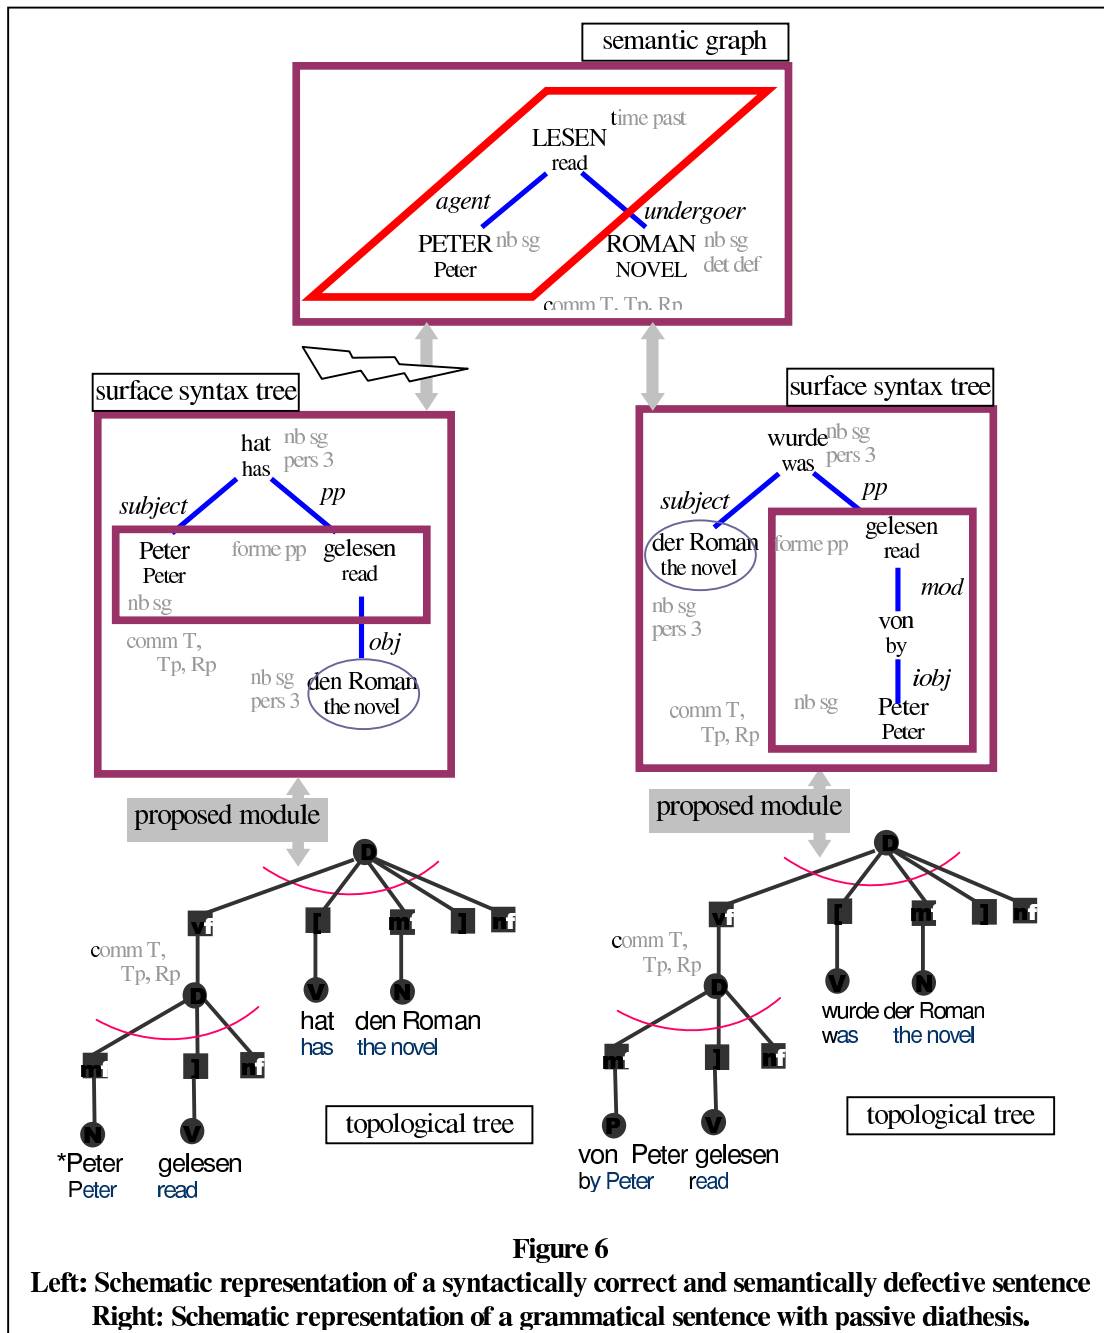 semantic graph
time past
LESEN
read
agent
undergoer
PETER nb sg
Peter
ROMAN nb sg
NOVEL det def
comm T, Tp, Rp
surface syntax tree
hat nb sg
has pers 3
subject
pp
Peter
Peter
nb sg
forme pp
gelesen
read
comm T,
Tp, Rp
obj
nb sg
pers 3
den Roman
the novel
surface syntax tree
wurde nb sg
was pers 3
subject
pp
der Roman
the novel
nb sg
pers 3
forme pp
gelesen
read
mod
von
by
iobj
nb sg
Peter
Peter
comm T,
Tp, Rp
proposed module
D
vf [ mf ] nf
comm T,
Tp, Rp
D V N
hat den Roman
has the novel
mf ] nf
N V
*Peter gelesen
Peter read
topological tree
proposed module
D
vf [ mf ] nf
comm T,
Tp, Rp
D V N
wurde der Roman
was the novel
mf ] nf
P V
von Peter gelesen
by Peter read
topological tree
Figure 6
Left: Schematic representation of a syntactically correct and semantically defective sentence
Right: Schematic representation of a grammatical sentence with passive diathesis.